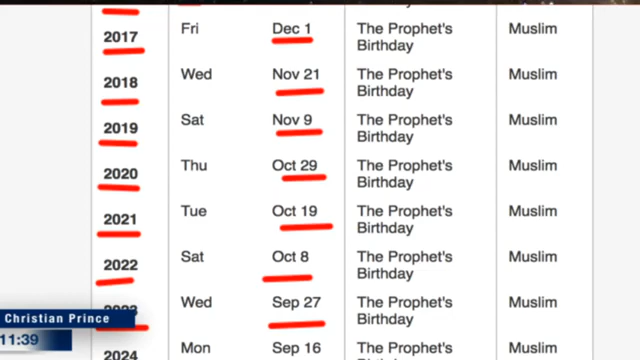 2017 Fri Dec 1 The Prophet's Muslim
Birthday
2018 Wed Nov 21 The Prophet's Muslim
Birthday
2019 Sat Nov 9 The Prophet's Muslim
Birthday
2020 Thu Oct 29 The Prophet's Muslim
Birthday
2021 Tue Oct 19 The Prophet's Muslim
Birthday
2022 Sat Oct 8 The Prophet's Muslim
Birthday
2023 Wed Sep 27 The Prophet's Muslim
Birthday
Christian Prince
11:39
2024 Mon Sep 16 The Prophet's Muslim